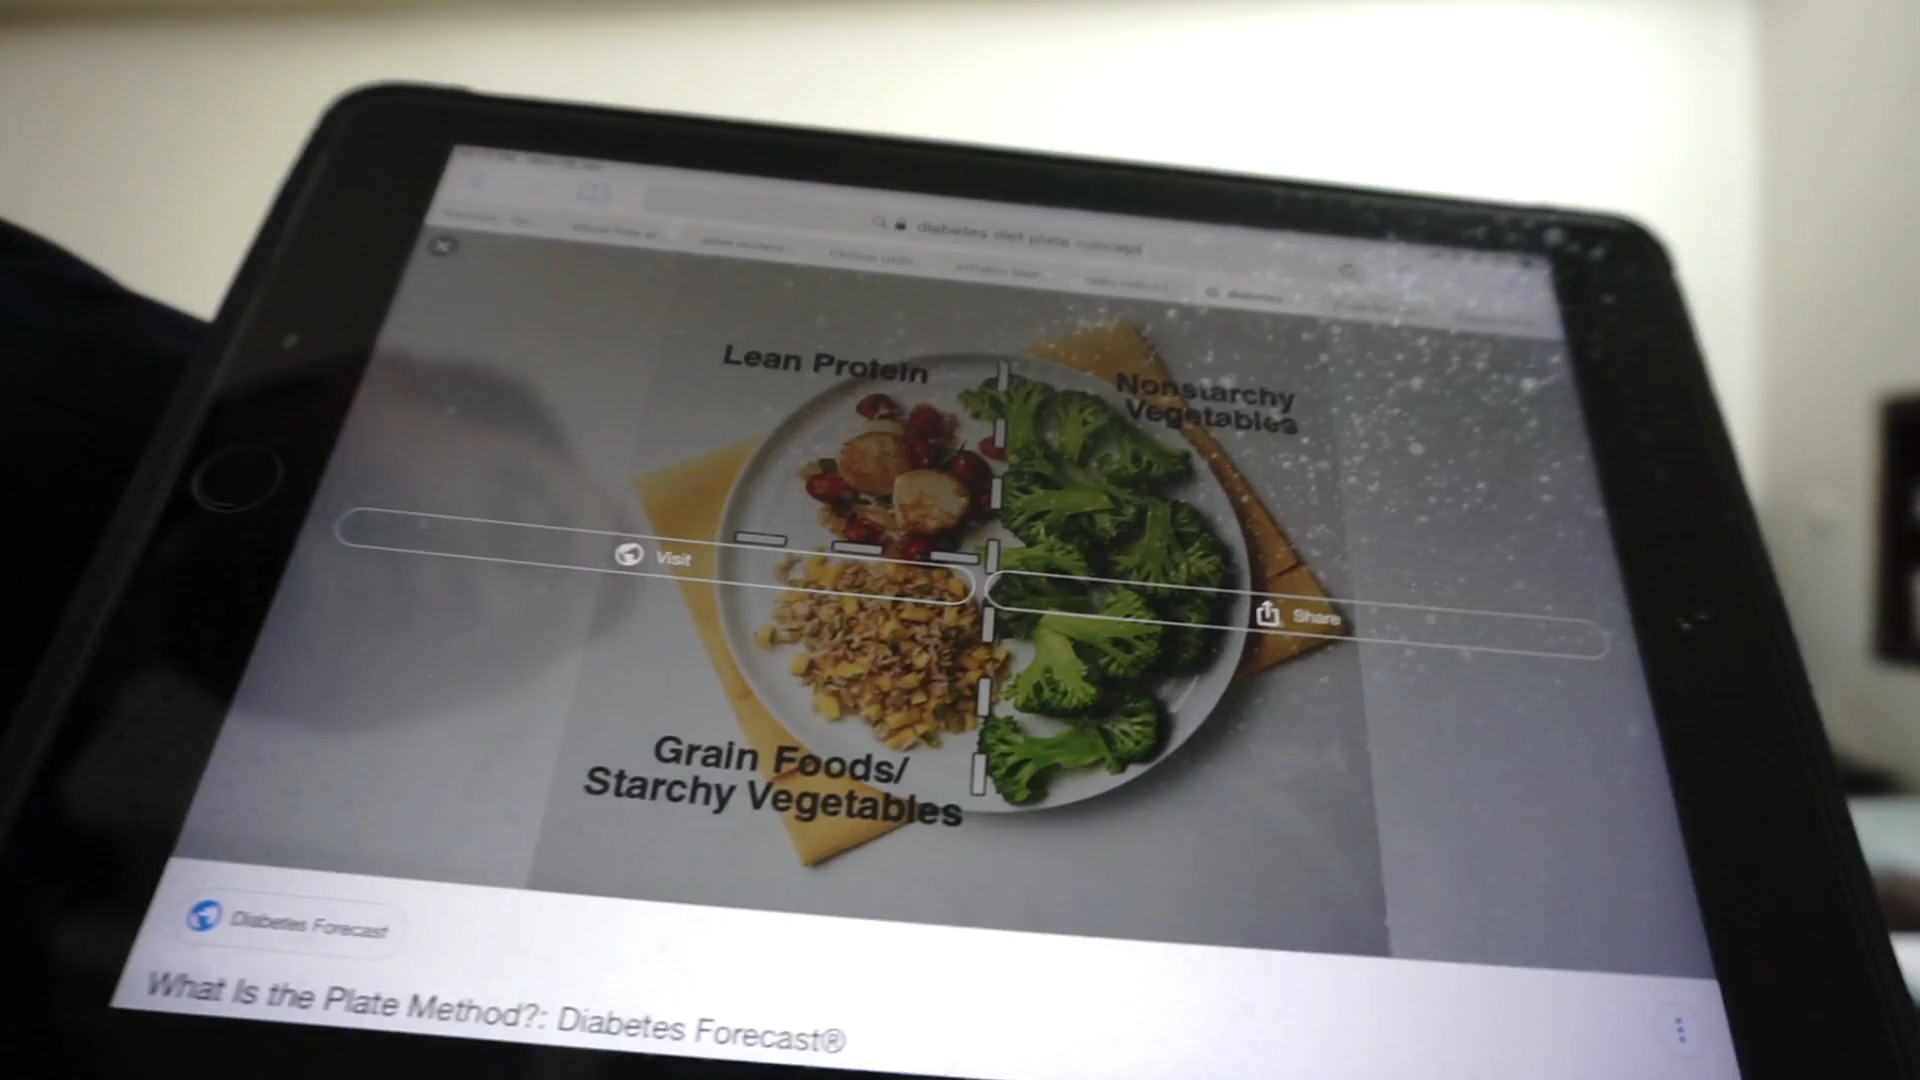 diabetes diet plate concept
Lean Protein
Nonstarchy
Vegetables
Visit
Share
Grain Foods/
Starchy Vegetables
Diabetes Forecast
What Is the Plate Method?: Diabetes Forecast®